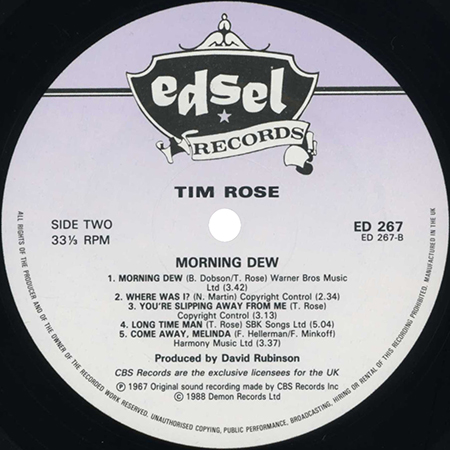 edsel
RECORDS
TIM ROSE
SIDE TWO
33⅓ RPM
ED 267
ED 267-B
MORNING DEW
1. MORNING DEW (B. Dobson/T. Rose) Warner Bros Music
Ltd (3.42)
2. WHERE WAS I? (N. Martin) Copyright Control (2.34)
3. YOU'RE SLIPPING AWAY FROM ME (T. Rose)
Copyright Control (3.13)
4. LONG TIME MAN (T. Rose) SBK Songs Ltd (5.04)
5. COME AWAY, MELINDA (F. Hellerman/F. Minkoff)
Harmony Music Ltd (3.37)
Produced by David Rubinson
CBS Records are the exclusive licensees for the UK
℗ 1967 Original sound recording made by CBS Records Inc
© 1988 Demon Records Ltd
ALL RIGHTS OF THE PRODUCER AND OF THE OWNER OF THE RECORDED WORK RESERVED. UNAUTHORISED COPYING, PUBLIC PERFORMANCE, BROADCASTING, HIRING OR RENTAL OF THIS RECORDING PROHIBITED. MANUFACTURED IN THE UK